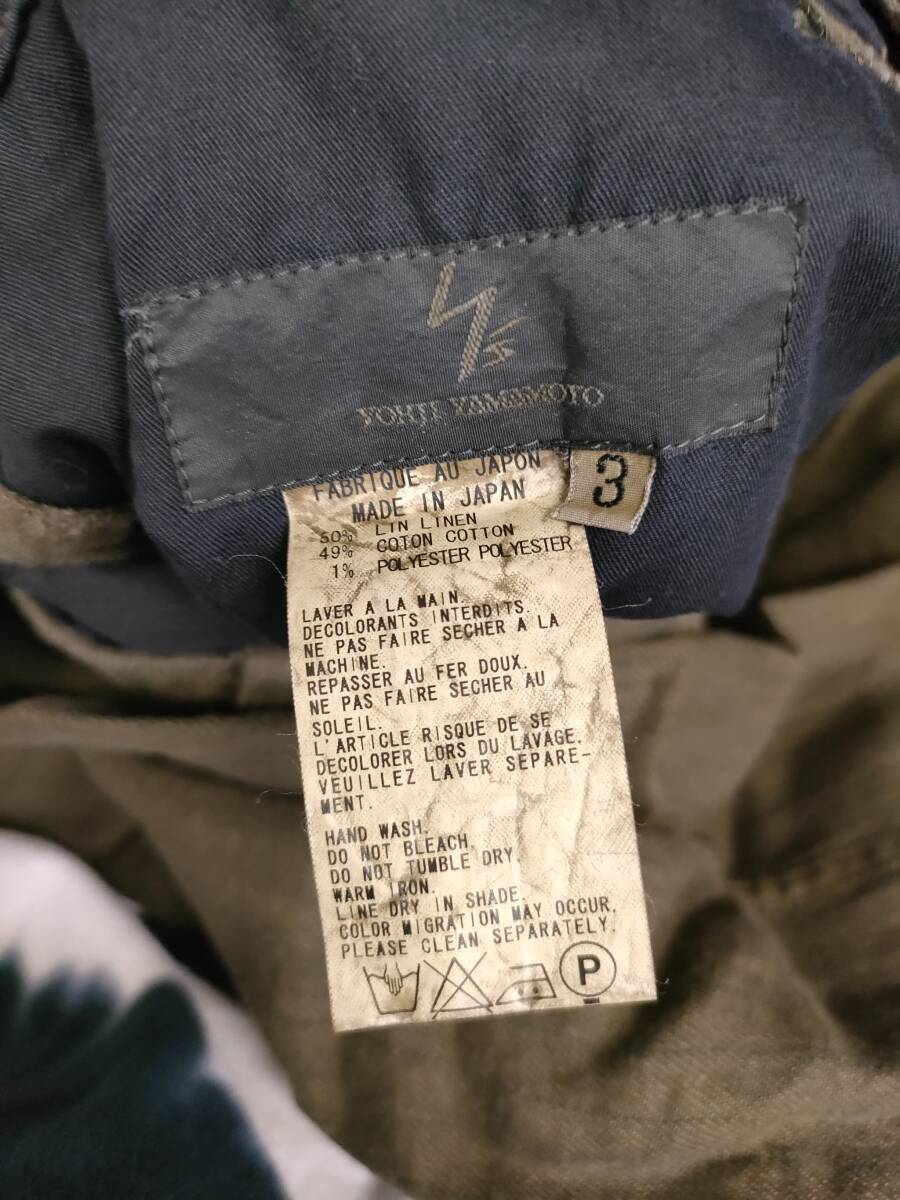 Y's
YOHJI YAMAMOTO
3
FABRIQUE AU JAPON
MADE IN JAPAN
50% LIN LINEN
49% COTON COTTON
1% POLYESTER POLYESTER
LAVER A LA MAIN.
DECOLORANTS INTERDITS.
NE PAS FAIRE SECHER A LA
MACHINE.
REPASSER AU FER DOUX.
NE PAS FAIRE SECHER AU
SOLEIL.
L'ARTICLE RISQUE DE SE
DECOLORER LORS DU LAVAGE.
VEUILLEZ LAVER SEPARE-
MENT.
HAND WASH.
DO NOT BLEACH.
DO NOT TUMBLE DRY.
WARM IRON.
LINE DRY IN SHADE.
COLOR MIGRATION MAY OCCUR.
PLEASE CLEAN SEPARATELY.
P